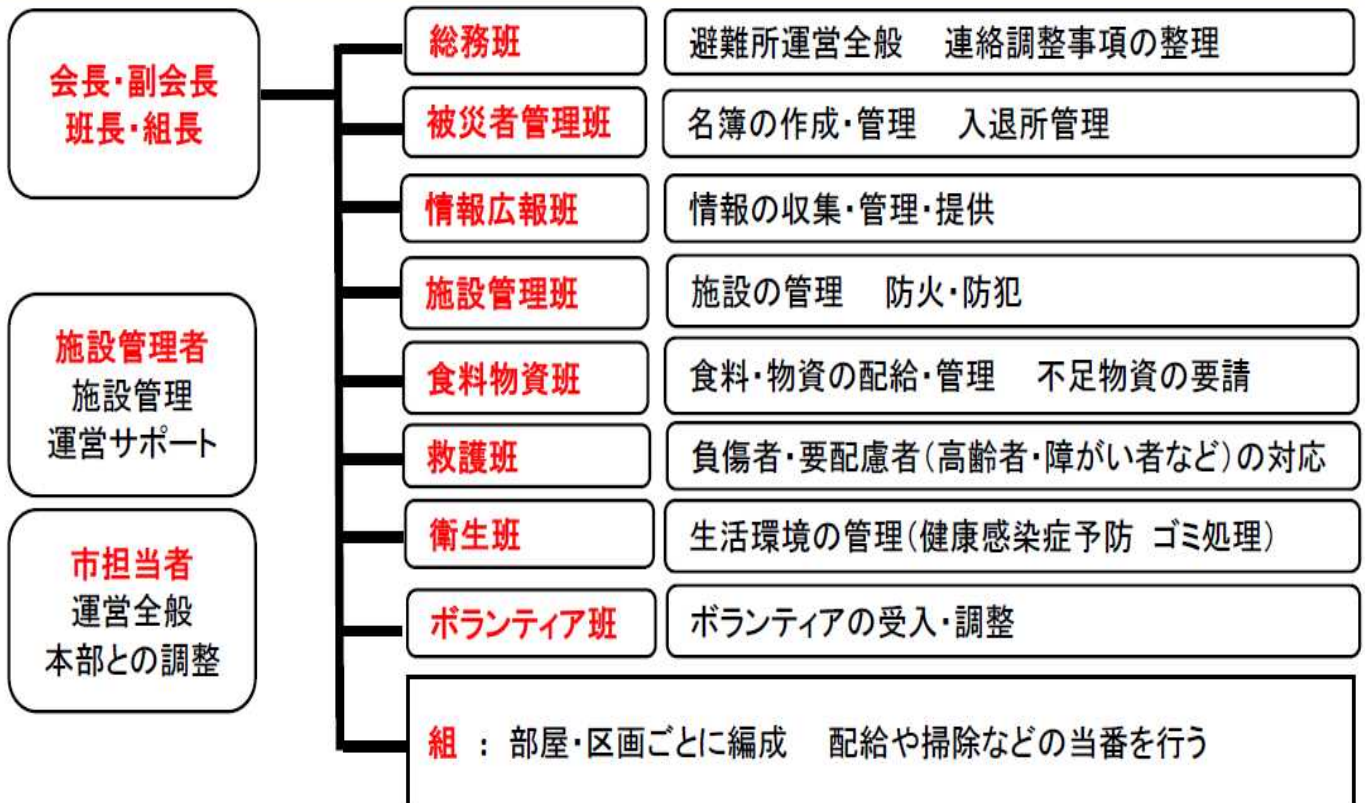 会長・副会長
班長・組長
施設管理者
施設管理
運営サポート
市担当者
運営全般
本部との調整
総務班 避難所運営全般 連絡調整事項の整理
被災者管理班 名簿の作成・管理 入退所管理
情報広報班 情報の収集・管理・提供
施設管理班 施設の管理 防火・防犯
食料物資班 食料・物資の配給・管理 不足物資の要請
救護班 負傷者・要配慮者(高齢者・障がい者など)の対応
衛生班 生活環境の管理(健康感染症予防 ゴミ処理)
ボランティア班 ボランティアの受入・調整
組 : 部屋・区画ごとに編成 配給や掃除などの当番を行う